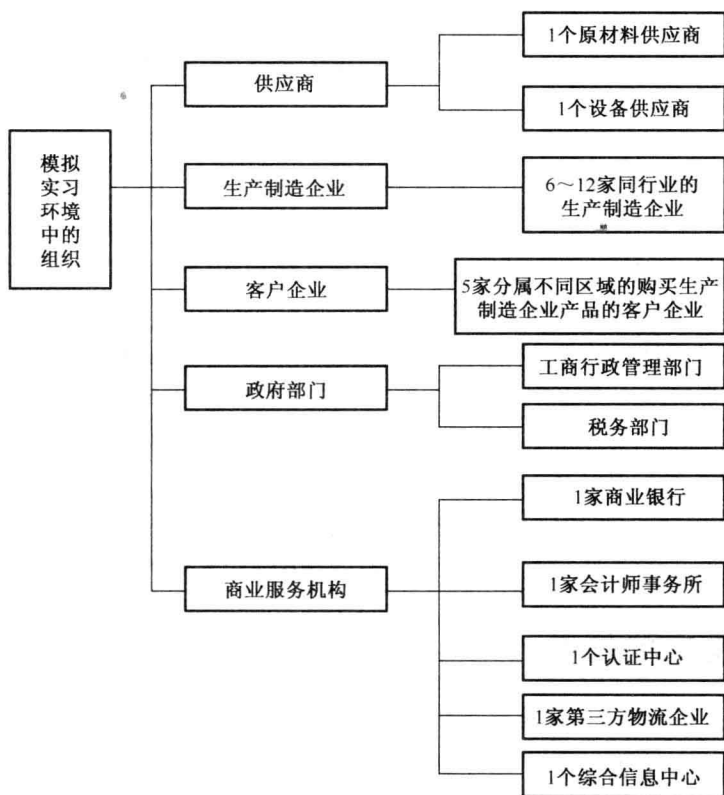 模拟
实习
环境
中的
组织
供应商
1个原材料供应商
1个设备供应商
生产制造企业
6～12家同行业的
生产制造企业
客户企业
5家分属不同区域的购买生产
制造企业产品的客户企业
政府部门
工商行政管理部门
税务部门
商业服务机构
1家商业银行
1家会计师事务所
1个认证中心
1家第三方物流企业
1个综合信息中心